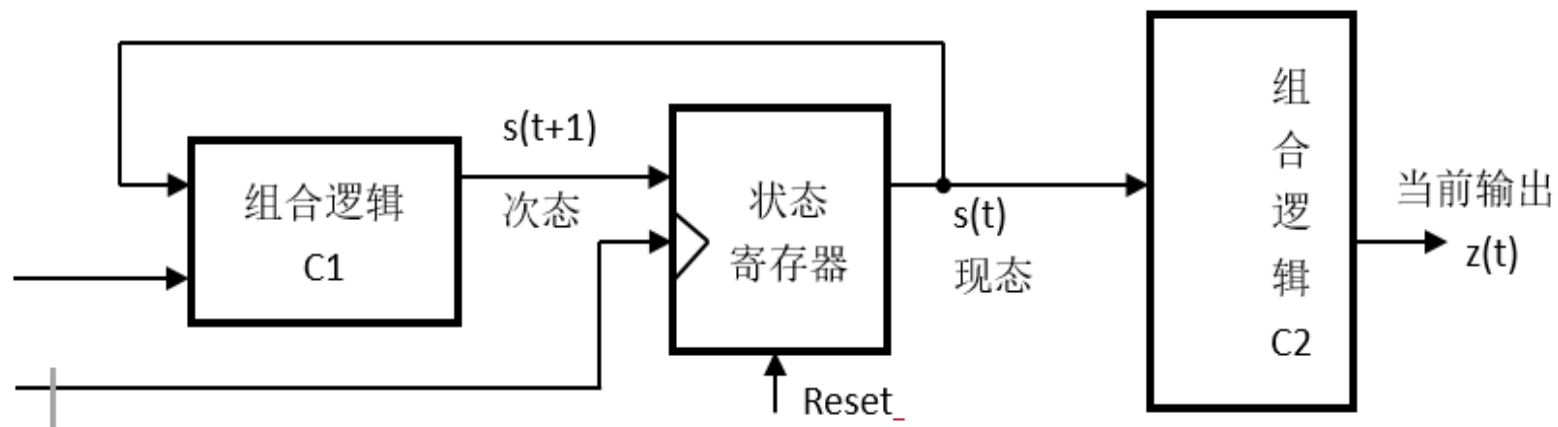 组合逻辑
C1
s(t+1)
次态
状态
寄存器
Reset_
s(t)
现态
组
合
逻
辑
C2
当前输出
z(t)